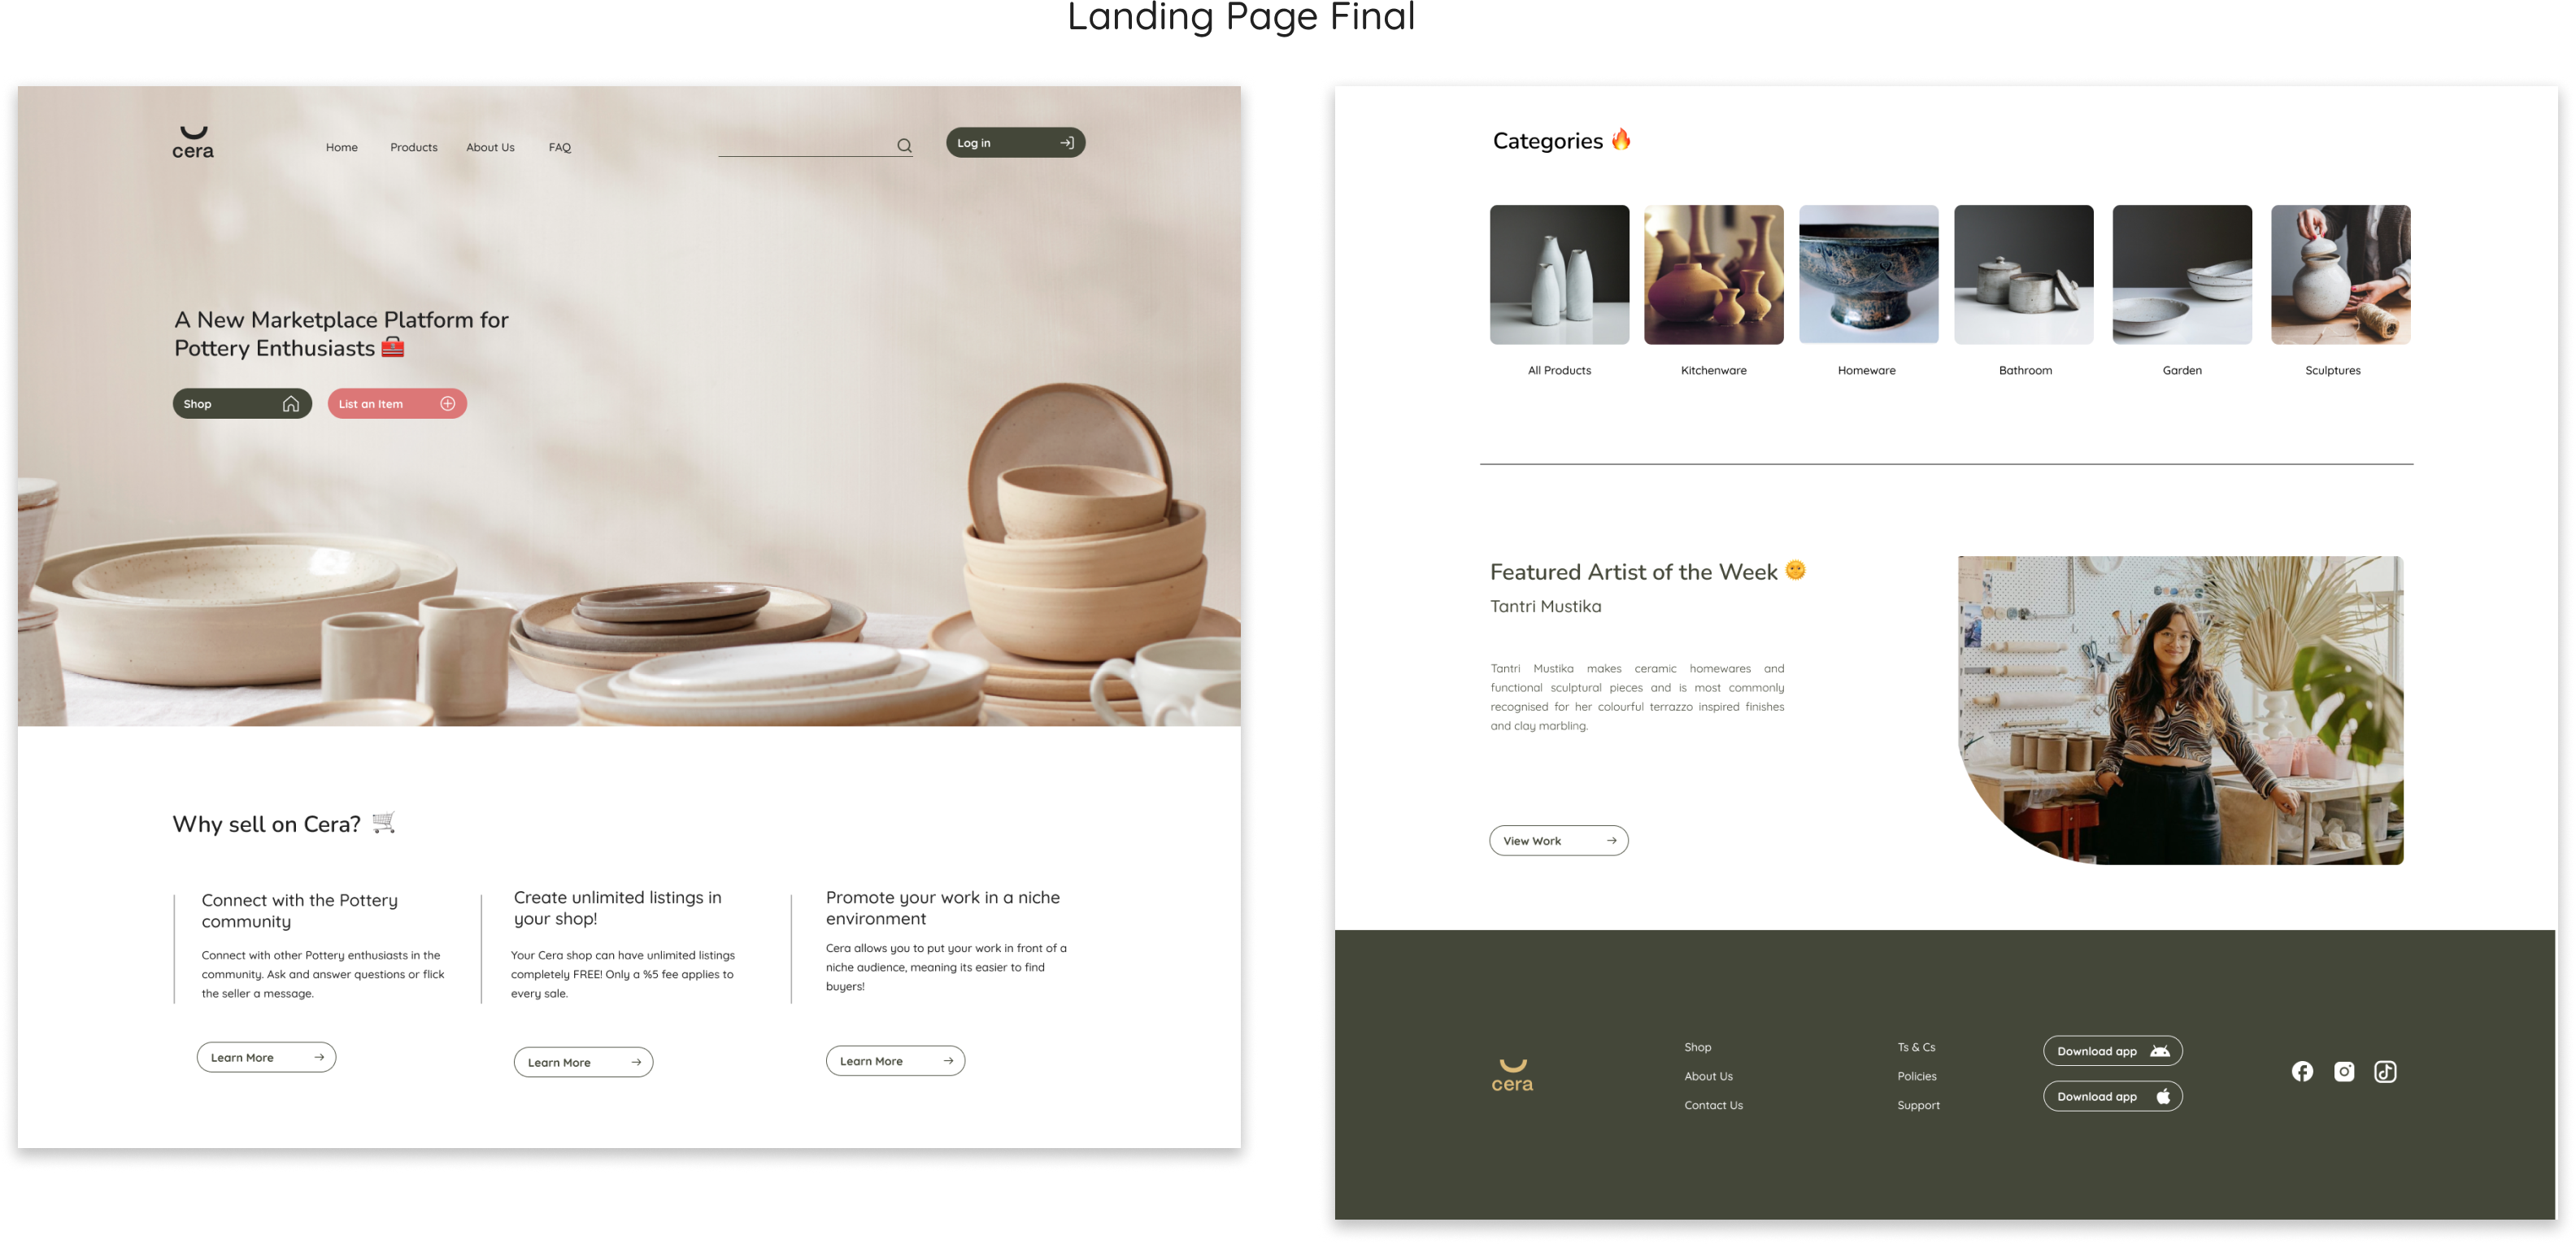 Landing Page Final
cera
Home Products About Us FAQ
Log in
A New Marketplace Platform for
Pottery Enthusiasts
Shop
List an Item
Why sell on Cera?
Connect with the Pottery
community
Connect with other Pottery enthusiasts in the
community. Ask and answer questions or flick
the seller a message.
Learn More
Create unlimited listings in
your shop!
Your Cera shop can have unlimited listings
completely FREE! Only a %5 fee applies to
every sale.
Learn More
Promote your work in a niche
environment
Cera allows you to put your work in front of a
niche audience, meaning its easier to find
buyers!
Learn More
Categories
All Products
Kitchenware
Homeware
Bathroom
Garden
Sculptures
Featured Artist of the Week
Tantri Mustika
Tantri Mustika makes ceramic homewares and
functional sculptural pieces and is most commonly
recognised for her colourful terrazzo inspired finishes
and clay marbling.
View Work
cera
Shop
About Us
Contact Us
Ts & Cs
Policies
Support
Download app
Download app